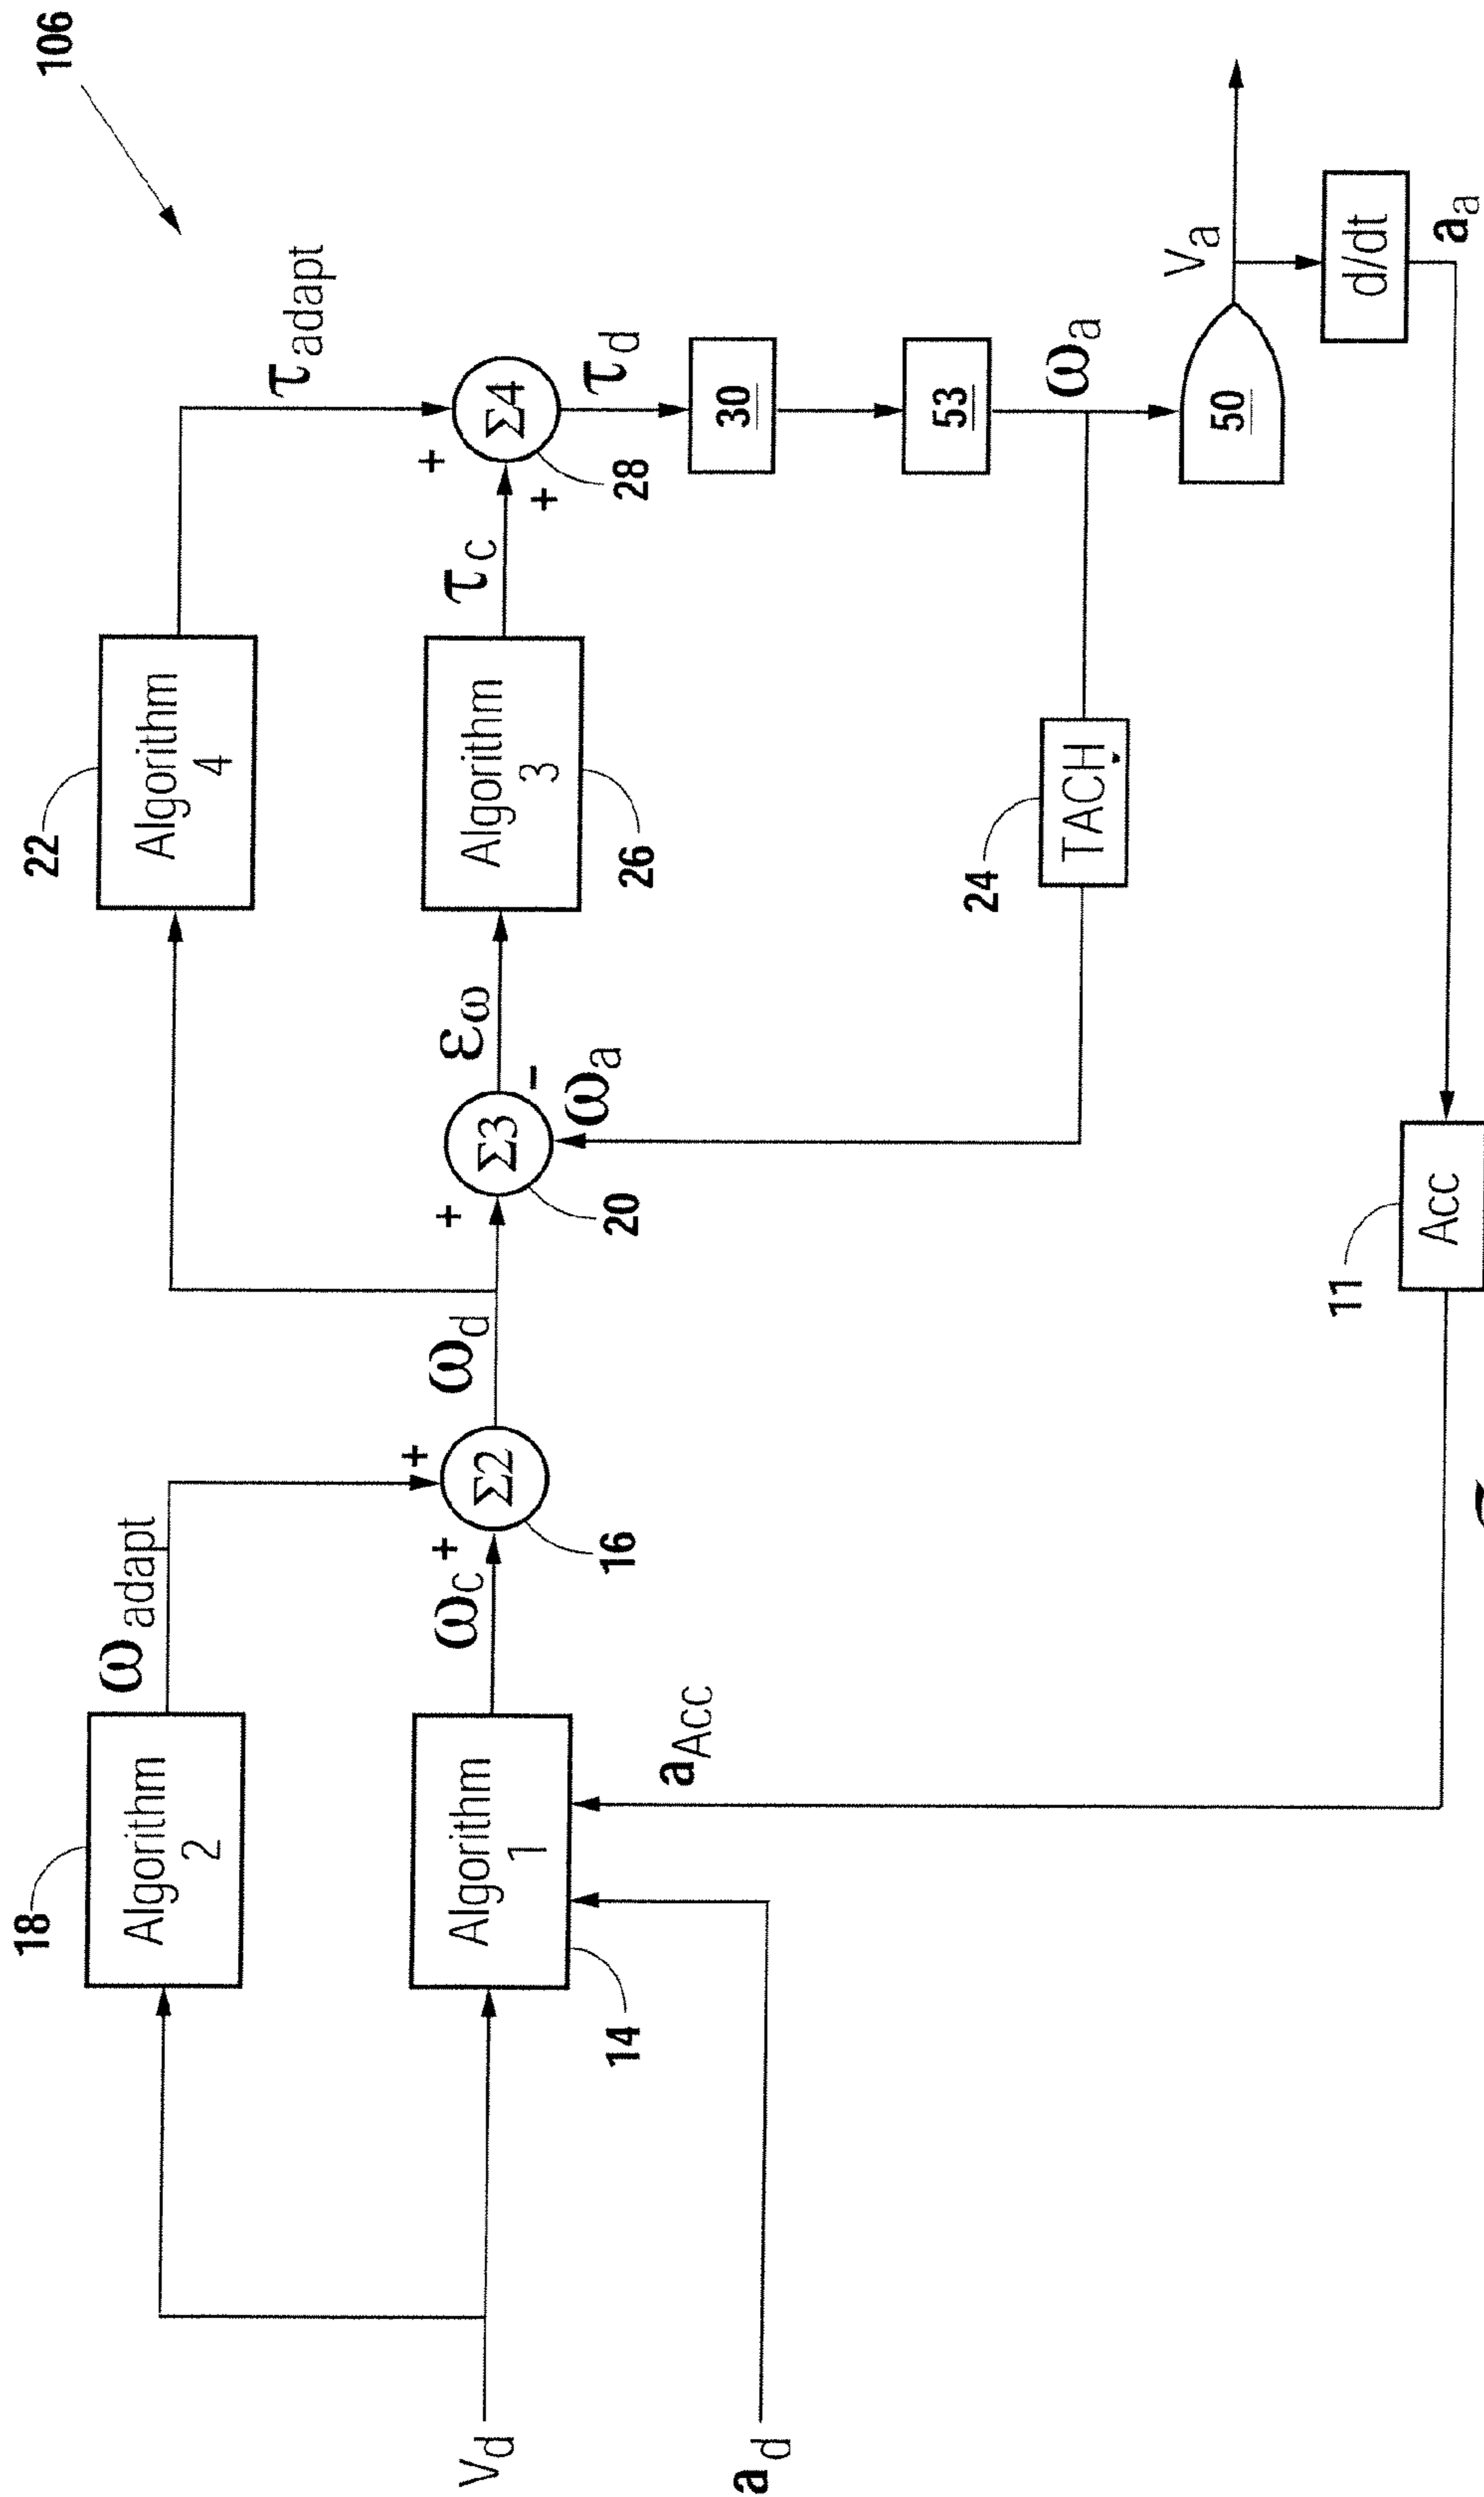 106
22
Algorithm
4
τadapt
18
Algorithm
2
ωadapt
Vd
Algorithm
1
14
ωc
+
+
Σ2
16
ωd
+
Σ3
-
20
ωa
εω
Algorithm
3
26
τc
+
+
Σ4
28
τd
30
53
ωa
24
TACH
50
Va
d/dt
aa
ad
aAcc
11
Acc